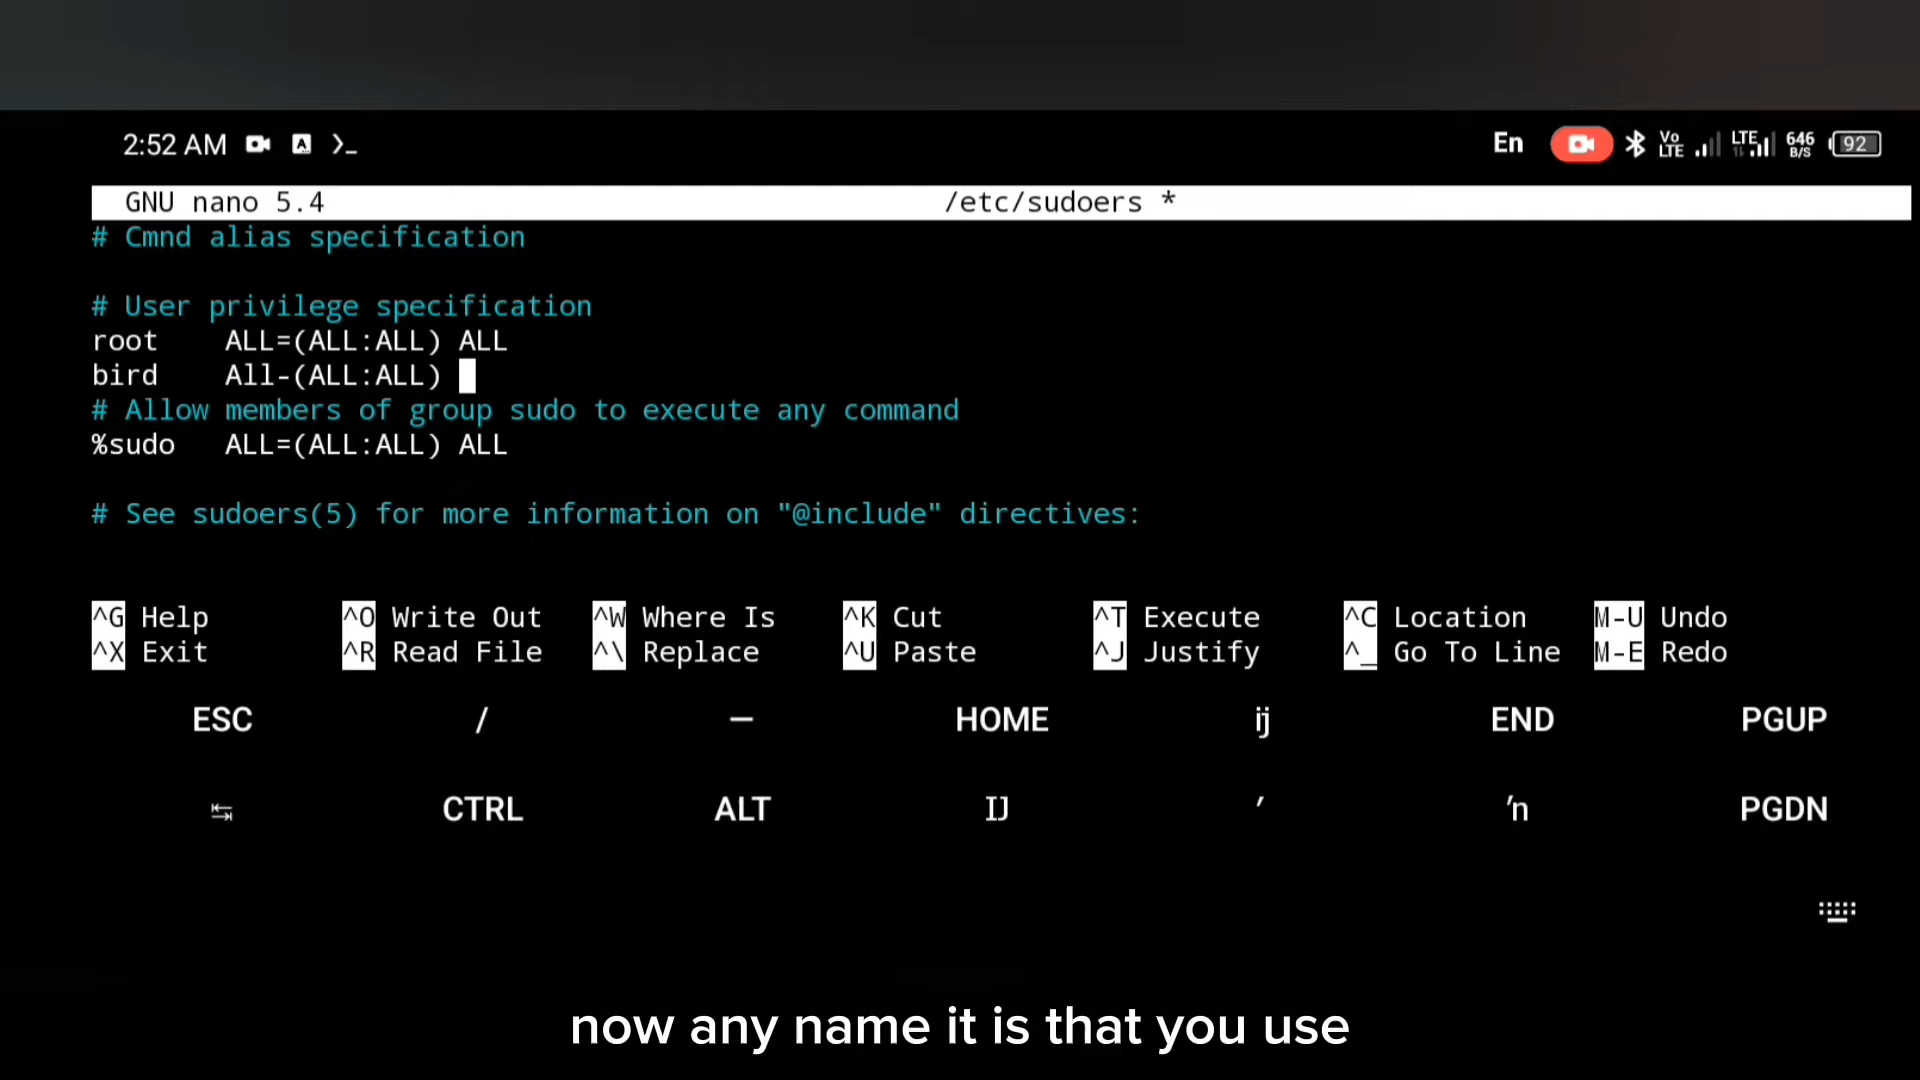 2:52 AM
En Vo LTE LTE 646 B/S 92
GNU nano 5.4 /etc/sudoers *
# Cmnd alias specification
# User privilege specification
root ALL=(ALL:ALL) ALL
bird All-(ALL:ALL)
# Allow members of group sudo to execute any command
%sudo ALL=(ALL:ALL) ALL
# See sudoers(5) for more information on "@include" directives:
^G Help ^O Write Out ^W Where Is ^K Cut ^T Execute ^C Location M-U Undo
^X Exit ^R Read File ^\ Replace ^U Paste ^J Justify ^_ Go To Line M-E Redo
ESC / — HOME ĳ END PGUP
↹ CTRL ALT Ĳ ′ ŉ PGDN
now any name it is that you use